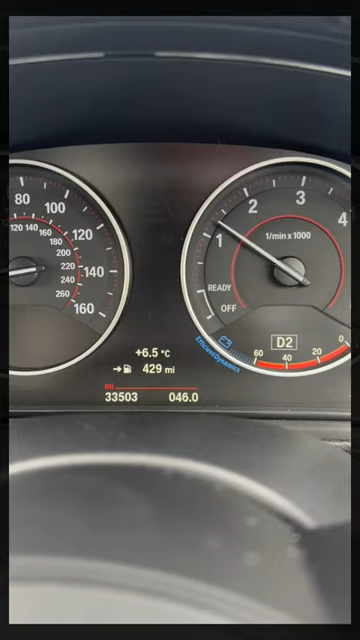 80
100
120
140
160
120 140
160
180
200
220
240
260
1
2
3
4
1/min x 1000
READY
OFF
EfficientDynamics
D2
60
40
20
0
+6.5 °C
429 mi
mi
33503
046.0